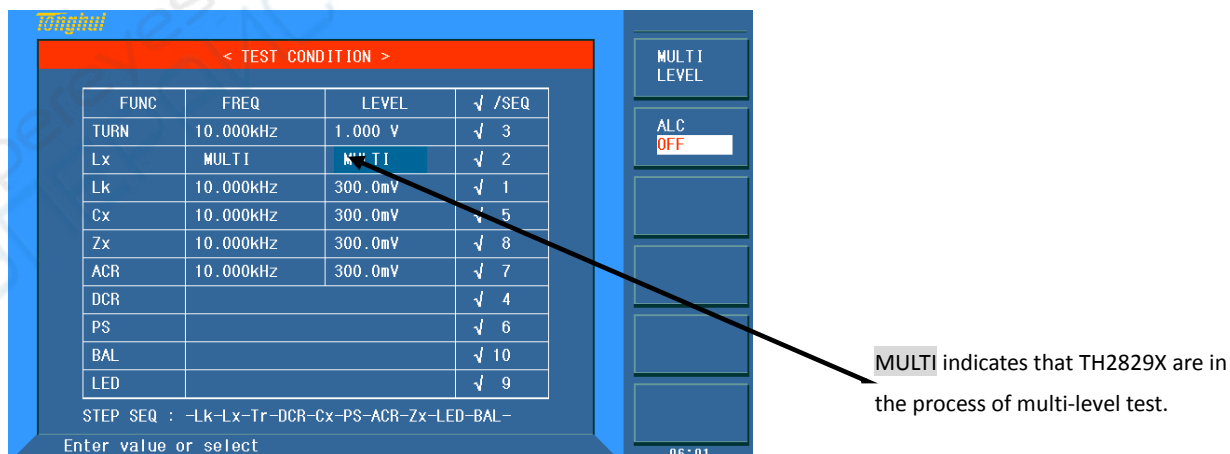 Tonghui
< TEST CONDITION >
FUNC FREQ LEVEL √ /SEQ
TURN 10.000kHz 1.000 V √ 3
Lx MULTI MULTI √ 2
Lk 10.000kHz 300.0mV √ 1
Cx 10.000kHz 300.0mV √ 5
Zx 10.000kHz 300.0mV √ 8
ACR 10.000kHz 300.0mV √ 7
DCR √ 4
PS √ 6
BAL √ 10
LED √ 9
STEP SEQ : -Lk-Lx-Tr-DCR-Cx-PS-ACR-Zx-LED-BAL-
Enter value or select
MULTI
LEVEL
ALC
OFF
MULTI indicates that TH2829X are in
the process of multi-level test.